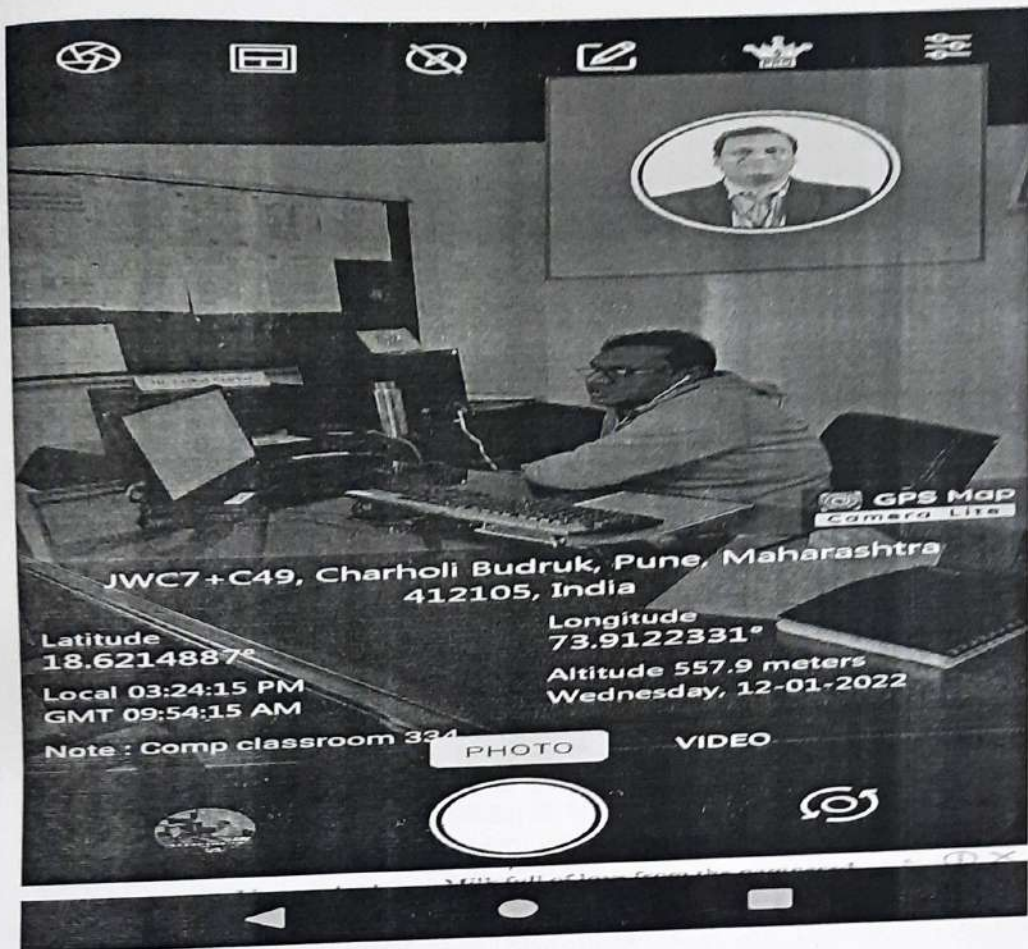 GPS Map
Camera Lite
JWC7+C49, Charholi Budruk, Pune, Maharashtra
412105, India
Latitude
18.6214887°
Longitude
73.9122331°
Local 03:24:15 PM
GMT 09:54:15 AM
Altitude 557.9 meters
Wednesday, 12-01-2022
Note : Comp classroom 334
PHOTO
VIDEO